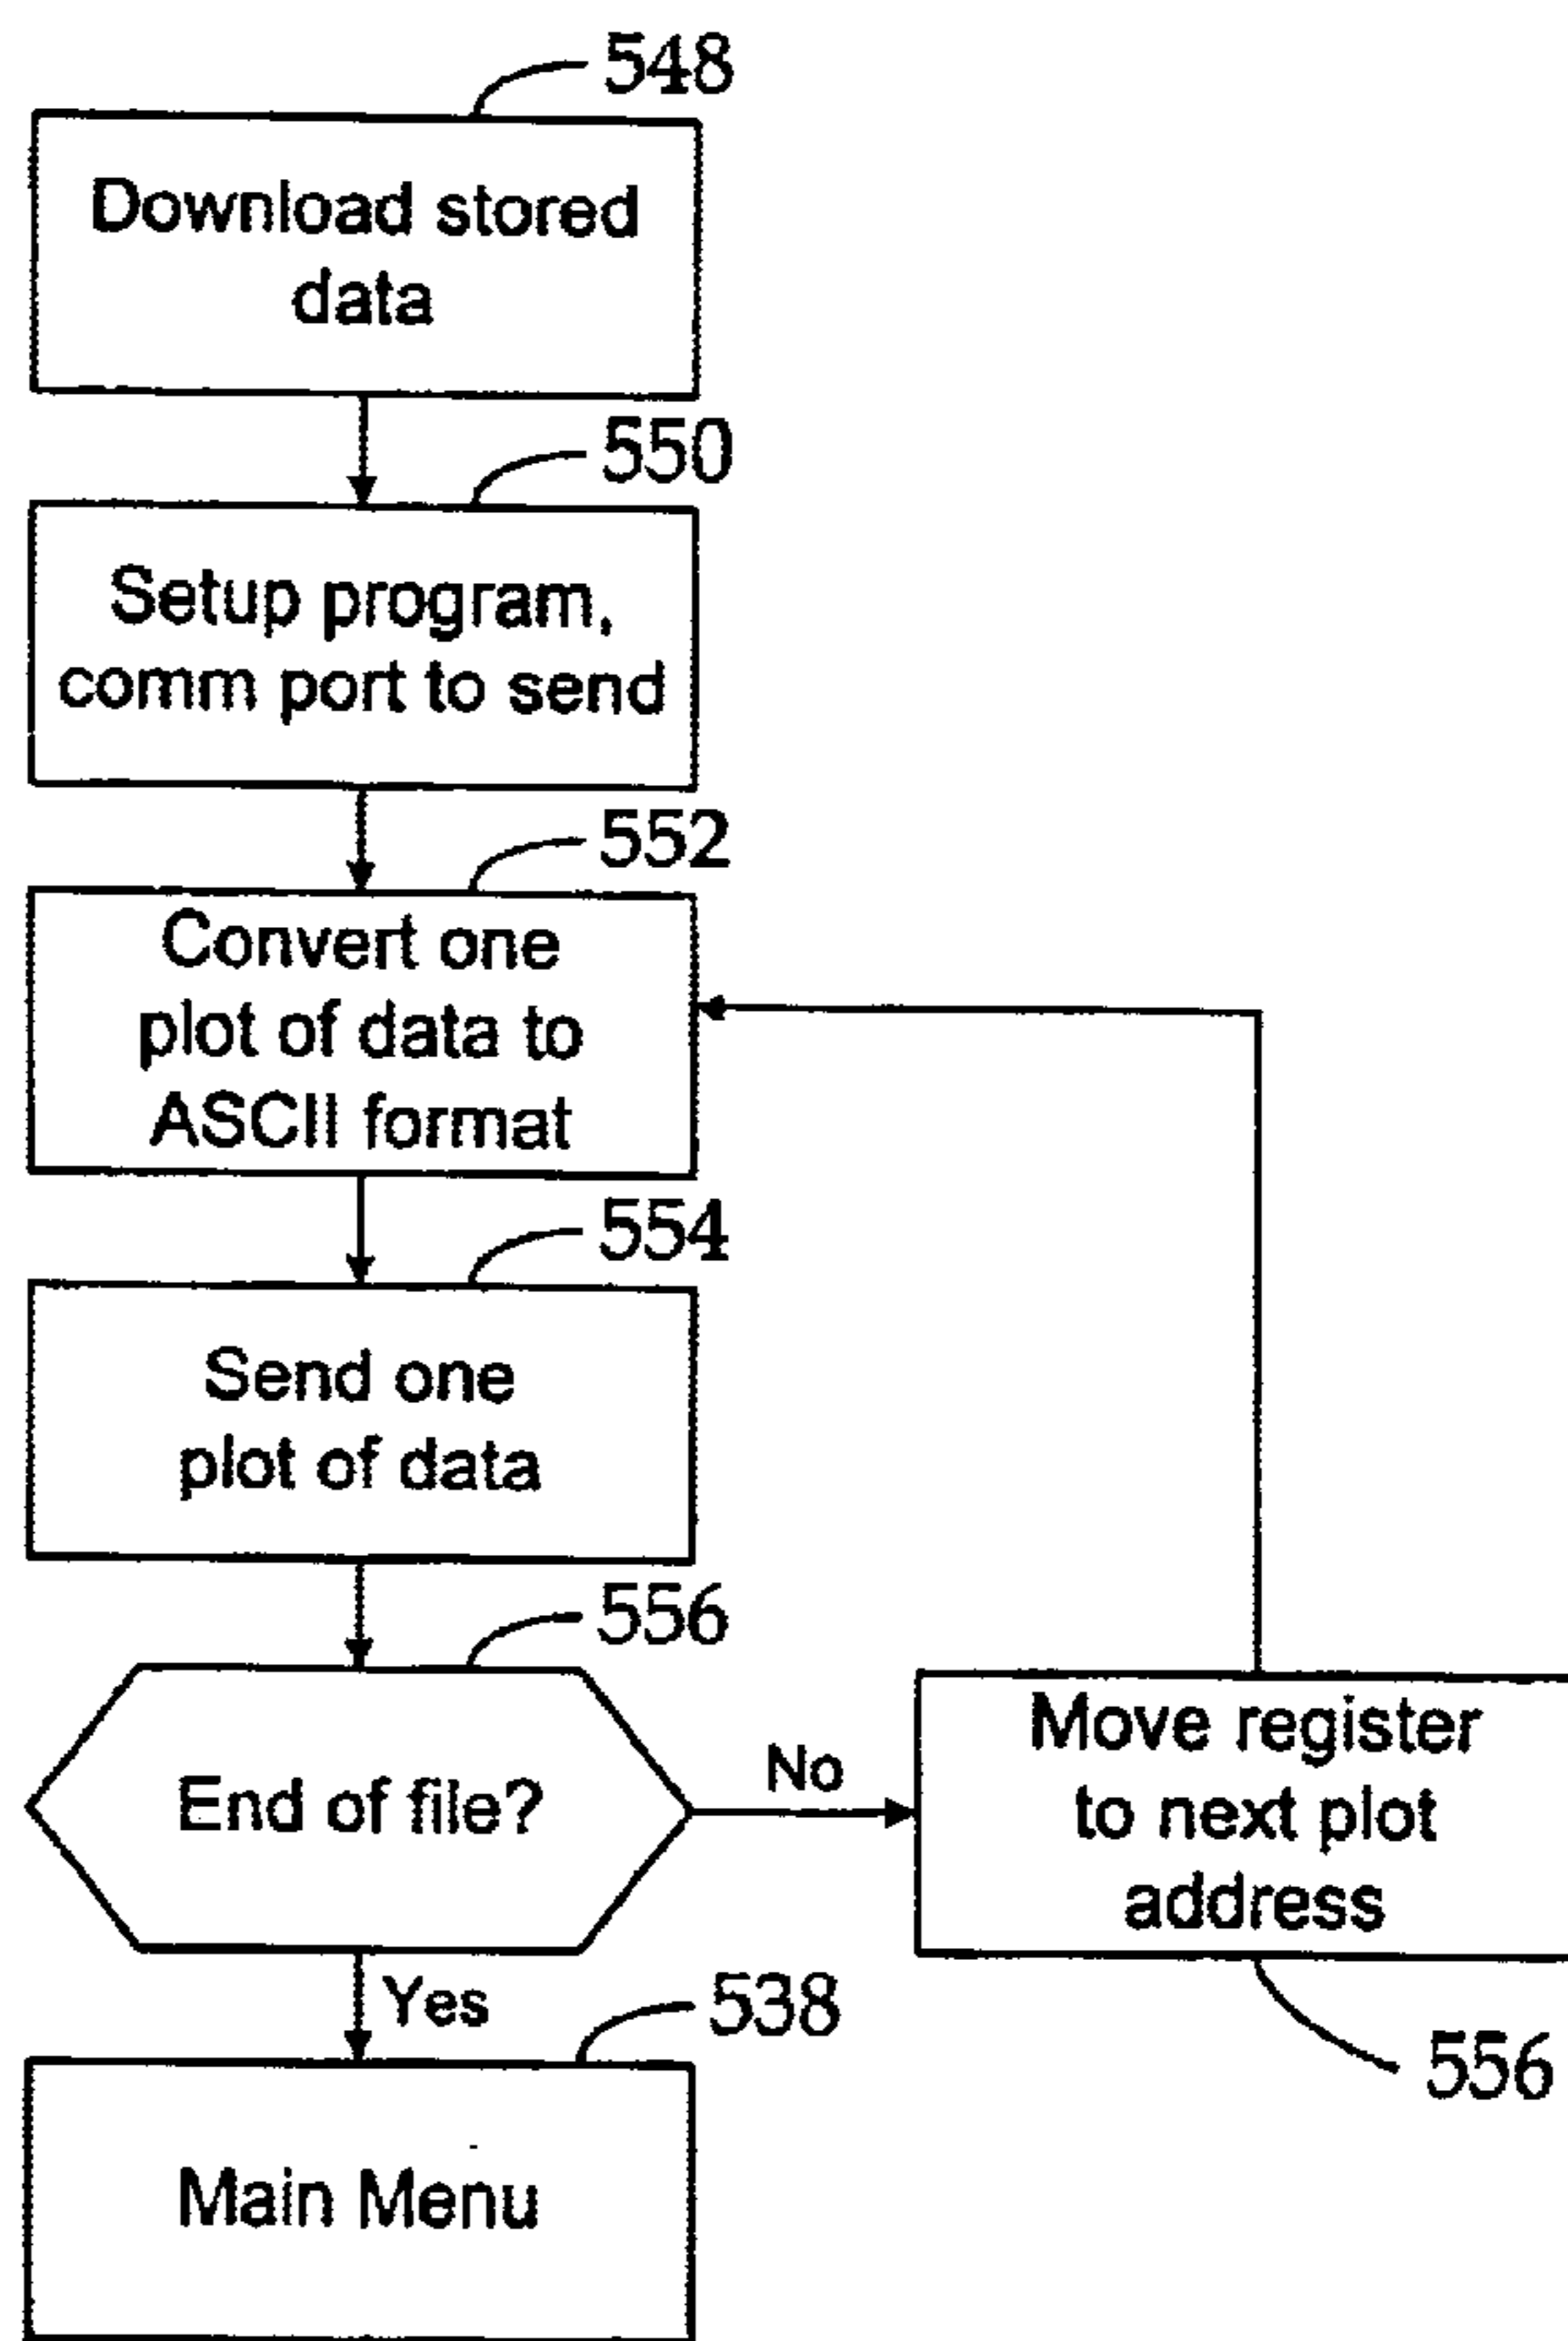 548
Download stored
data
550
Setup program,
comm port to send
552
Convert one
plot of data to
ASCII format
554
Send one
plot of data
556
End of file?
No
Move register
to next plot
address
556
Yes
538
Main Menu